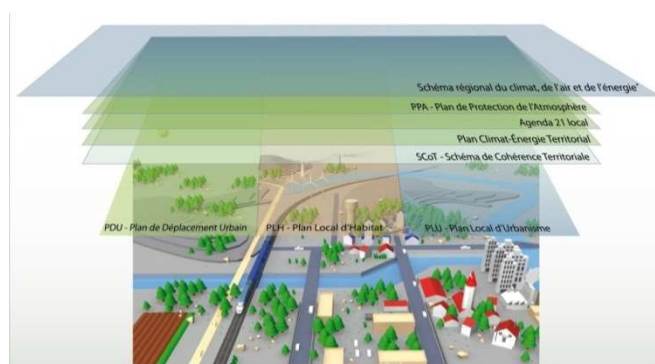 Schéma régional du climat, de l'air et de l'énergie"
PPA - Plan de Protection de l'Atmosphère
Agenda 21 local
Plan Climat-Énergie Territorial
SCoT - Schéma de Cohérence Territoriale
PDU - Plan de Déplacement Urbain
PLH - Plan Local d'Habitat
PLU - Plan Local d'Urbanisme